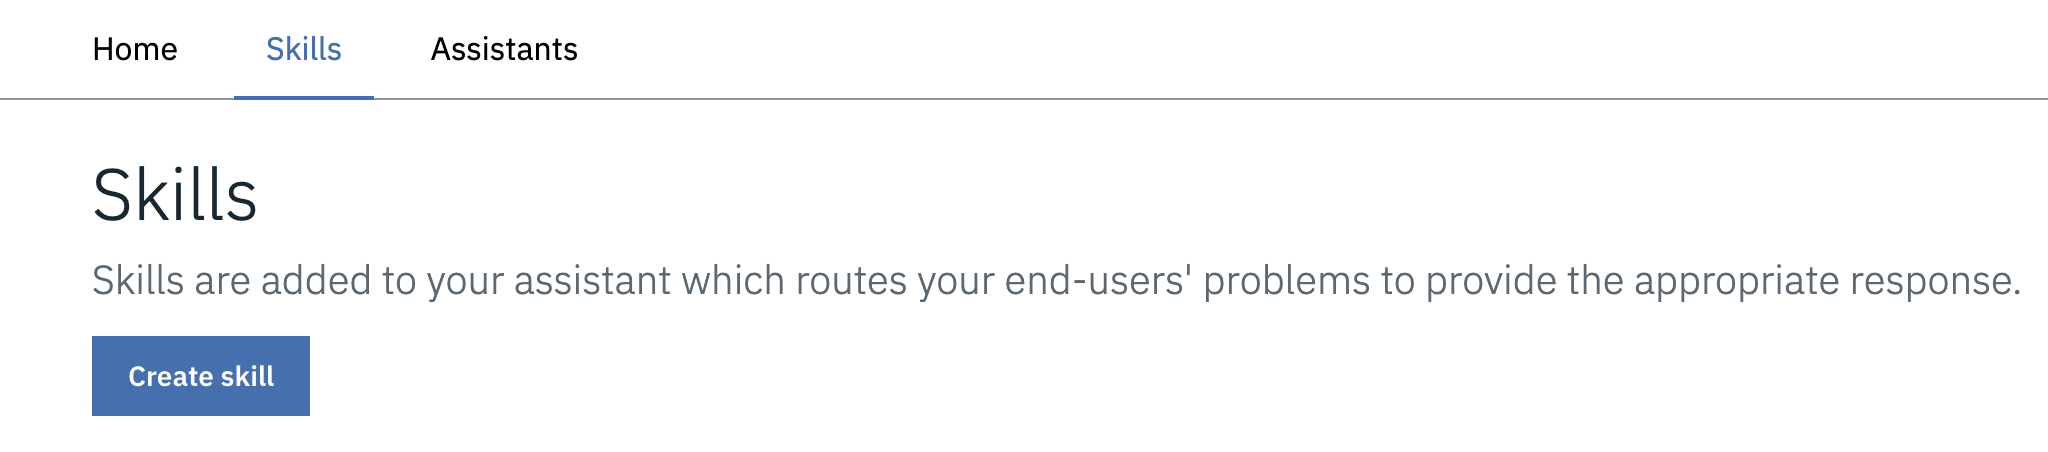 Home Skills Assistants
Skills
Skills are added to your assistant which routes your end-users' problems to provide the appropriate response.
Create skill